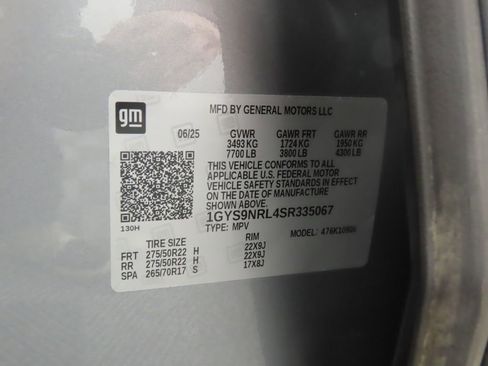 gm
MFD BY GENERAL MOTORS LLC
06/25 GVWR GAWR FRT GAWR RR
3493 KG 1724 KG 1950 KG
7700 LB 3800 LB 4300 LB
THIS VEHICLE CONFORMS TO ALL
APPLICABLE U.S. FEDERAL MOTOR
VEHICLE SAFETY STANDARDS IN EFFECT
ON THE DATE OF MANUFACTURE
SHOWN ABOVE.
1GYS9NRL4SR335067
130H TYPE: MPV MODEL:
TIRE SIZE RIM
FRT 275/50R22 H 22X9J
RR 275/50R22 H 22X9J
SPA 265/70R17 S 17X8J